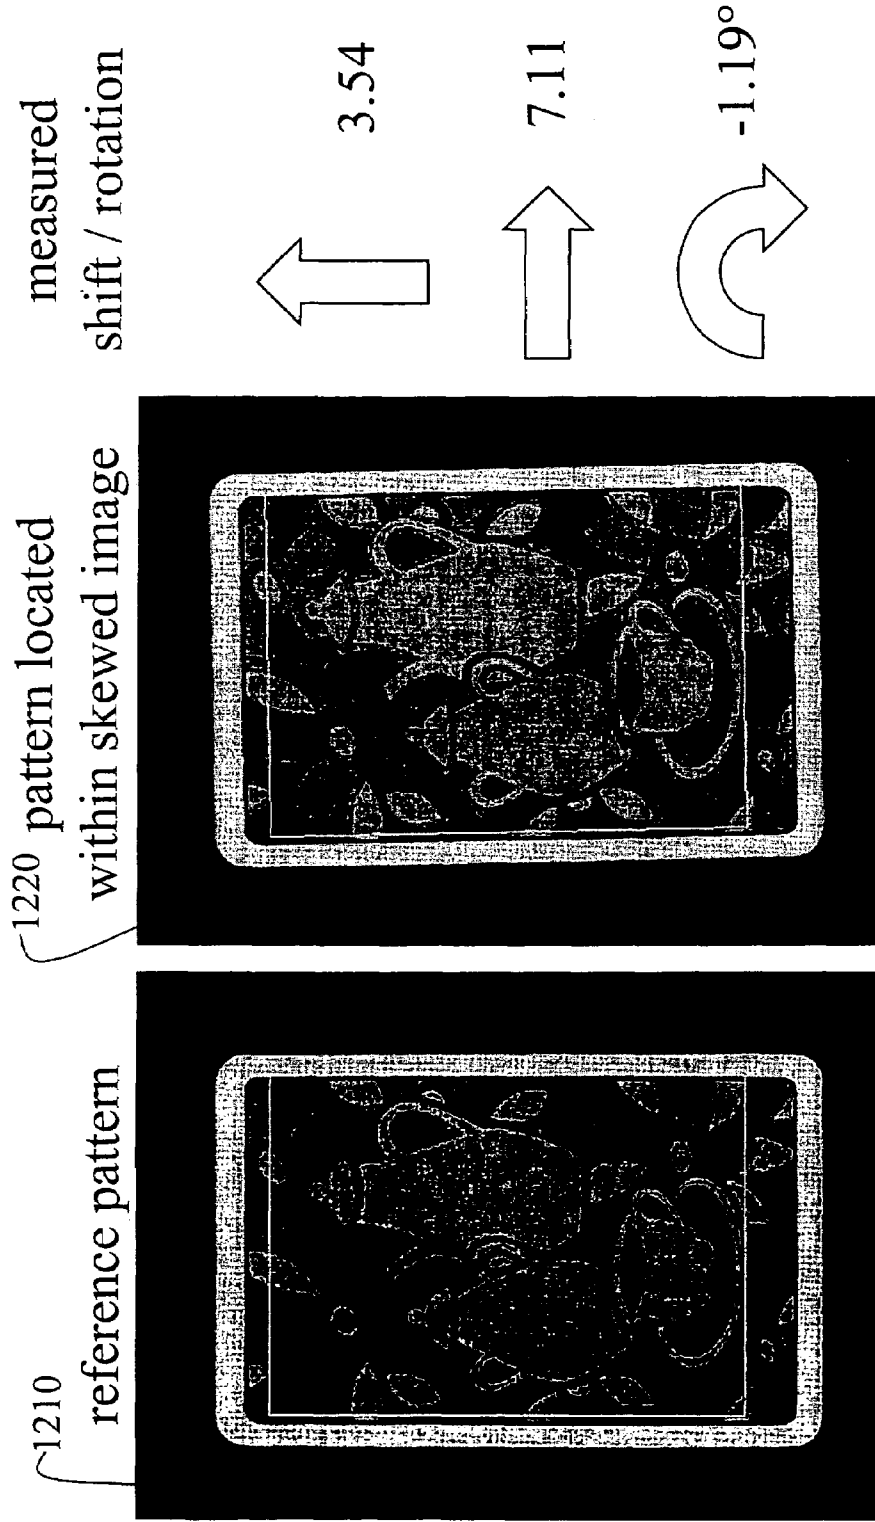 1210
reference pattern
1220
pattern located
within skewed image
measured
shift / rotation
3.54
7.11
-1.19°